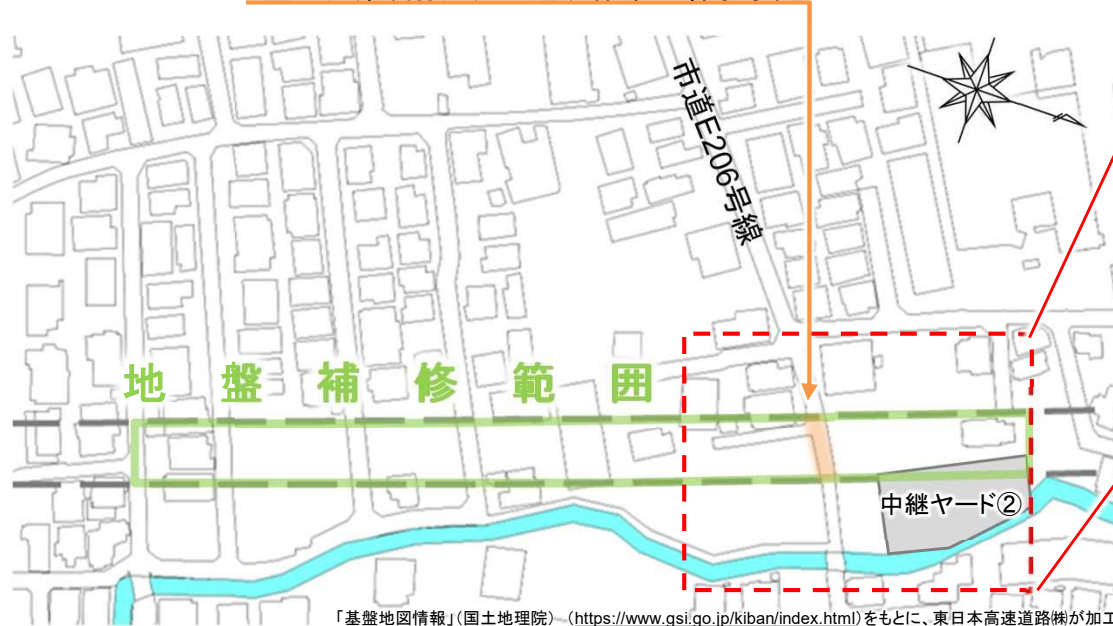 市道E206号線
地盤補修範囲
中継ヤード②
「基盤地図情報」(国土地理院) (https://www.gsi.go.jp/kiban/index.html)をもとに、東日本高速道路㈱が加工